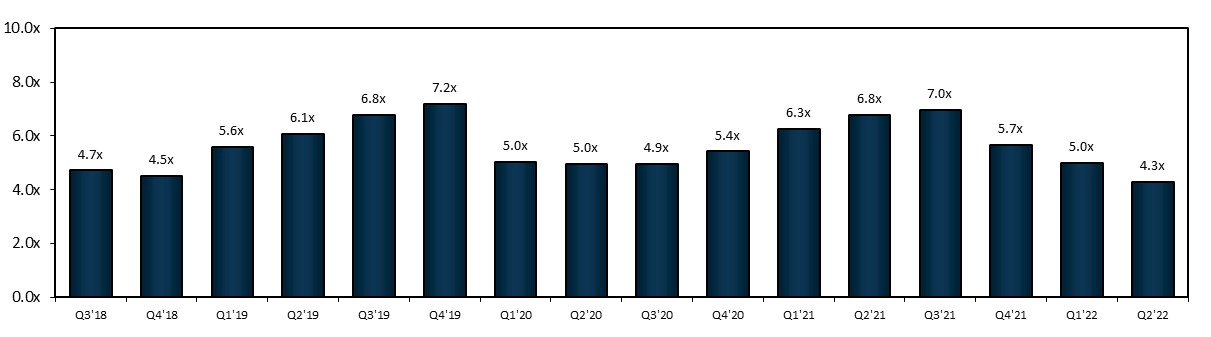 10.0x
8.0x
6.0x
4.0x
2.0x
0.0x
4.7x
4.5x
5.6x
6.1x
6.8x
7.2x
5.0x
5.0x
4.9x
5.4x
6.3x
6.8x
7.0x
5.7x
5.0x
4.3x
Q3'18 Q4'18 Q1'19 Q2'19 Q3'19 Q4'19 Q1'20 Q2'20 Q3'20 Q4'20 Q1'21 Q2'21 Q3'21 Q4'21 Q1'22 Q2'22